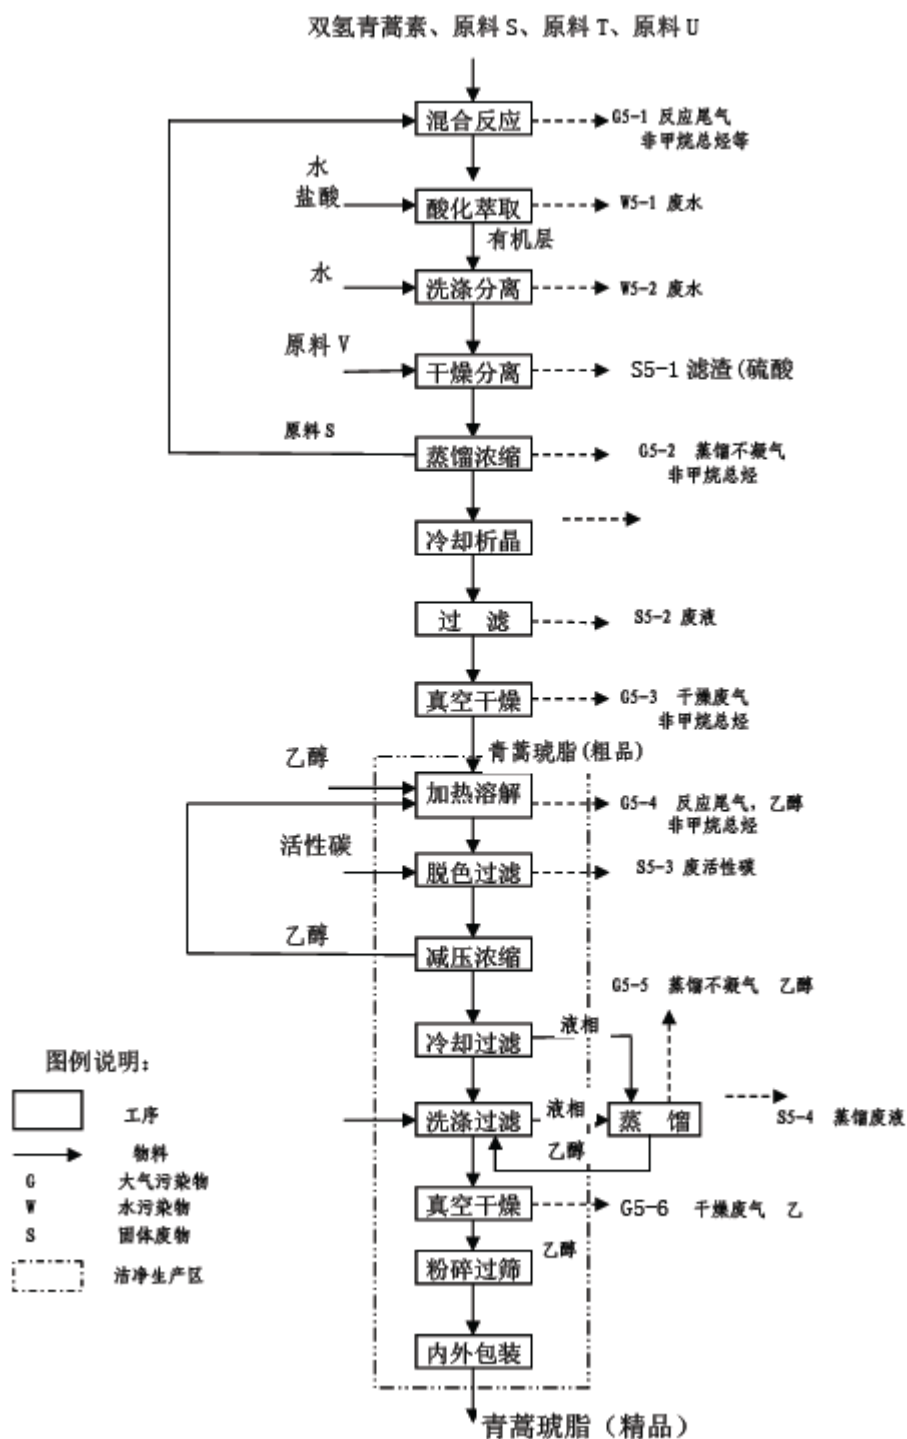 双氢青蒿素、原料 S、原料 T、原料 U
混合反应
G5-1 反应尾气
非甲烷总烃等
水
盐酸
酸化萃取
W5-1 废水
有机层
水
洗涤分离
W5-2 废水
原料 V
干燥分离
S5-1 滤渣(硫酸
原料 S
蒸馏浓缩
G5-2 蒸馏不凝气
非甲烷总烃
冷却析晶
过 滤
S5-2 废液
真空干燥
G5-3 干燥废气
非甲烷总烃
青蒿琥脂(粗品)
乙醇
加热溶解
G5-4 反应尾气, 乙醇
非甲烷总烃
活性碳
脱色过滤
S5-3 废活性碳
乙醇
减压浓缩
G5-5 蒸馏不凝气 乙醇
冷却过滤
液相
图例说明:
工序
洗涤过滤
液相
蒸 馏
S5-4 蒸馏废液
物料
乙醇
G 大气污染物
W 水污染物
S 固体废物
真空干燥
G5-6 干燥废气 乙
乙醇
洁净生产区
粉碎过筛
内外包装
青蒿琥脂（精品）